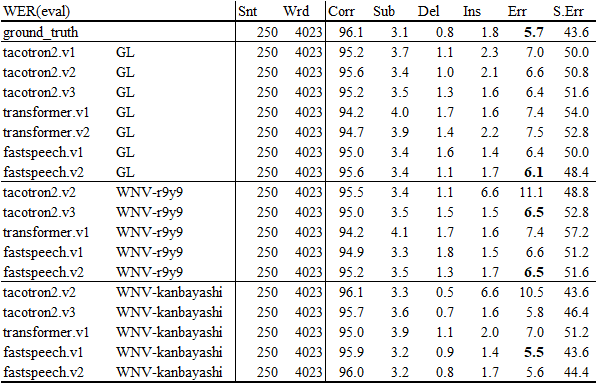 WER(eval) Snt Wrd Corr Sub Del Ins Err S.Err
ground_truth 250 4023 96.1 3.1 0.8 1.8 5.7 43.6
tacotron2.v1 GL 250 4023 95.2 3.7 1.1 2.3 7.0 50.0
tacotron2.v2 GL 250 4023 95.6 3.4 1.0 2.1 6.6 50.8
tacotron2.v3 GL 250 4023 95.2 3.5 1.3 1.6 6.4 51.6
transformer.v1 GL 250 4023 94.2 4.0 1.7 1.6 7.4 54.0
transformer.v2 GL 250 4023 94.7 3.9 1.4 2.2 7.5 52.8
fastspeech.v1 GL 250 4023 95.0 3.4 1.6 1.4 6.4 50.0
fastspeech.v2 GL 250 4023 95.6 3.4 1.1 1.7 6.1 48.4
tacotron2.v2 WNV-r9y9 250 4023 95.5 3.4 1.1 6.6 11.1 48.8
tacotron2.v3 WNV-r9y9 250 4023 95.0 3.5 1.5 1.5 6.5 52.8
transformer.v1 WNV-r9y9 250 4023 94.2 4.1 1.7 1.6 7.4 57.2
fastspeech.v1 WNV-r9y9 250 4023 94.9 3.3 1.8 1.5 6.6 51.2
fastspeech.v2 WNV-r9y9 250 4023 95.2 3.5 1.3 1.7 6.5 51.6
tacotron2.v2 WNV-kanbayashi 250 4023 96.1 3.3 0.5 6.6 10.5 43.6
tacotron2.v3 WNV-kanbayashi 250 4023 95.7 3.6 0.7 1.6 5.8 46.4
transformer.v1 WNV-kanbayashi 250 4023 95.0 3.9 1.1 2.0 7.0 51.2
fastspeech.v1 WNV-kanbayashi 250 4023 95.9 3.2 0.9 1.4 5.5 43.6
fastspeech.v2 WNV-kanbayashi 250 4023 96.0 3.2 0.8 1.7 5.6 44.4